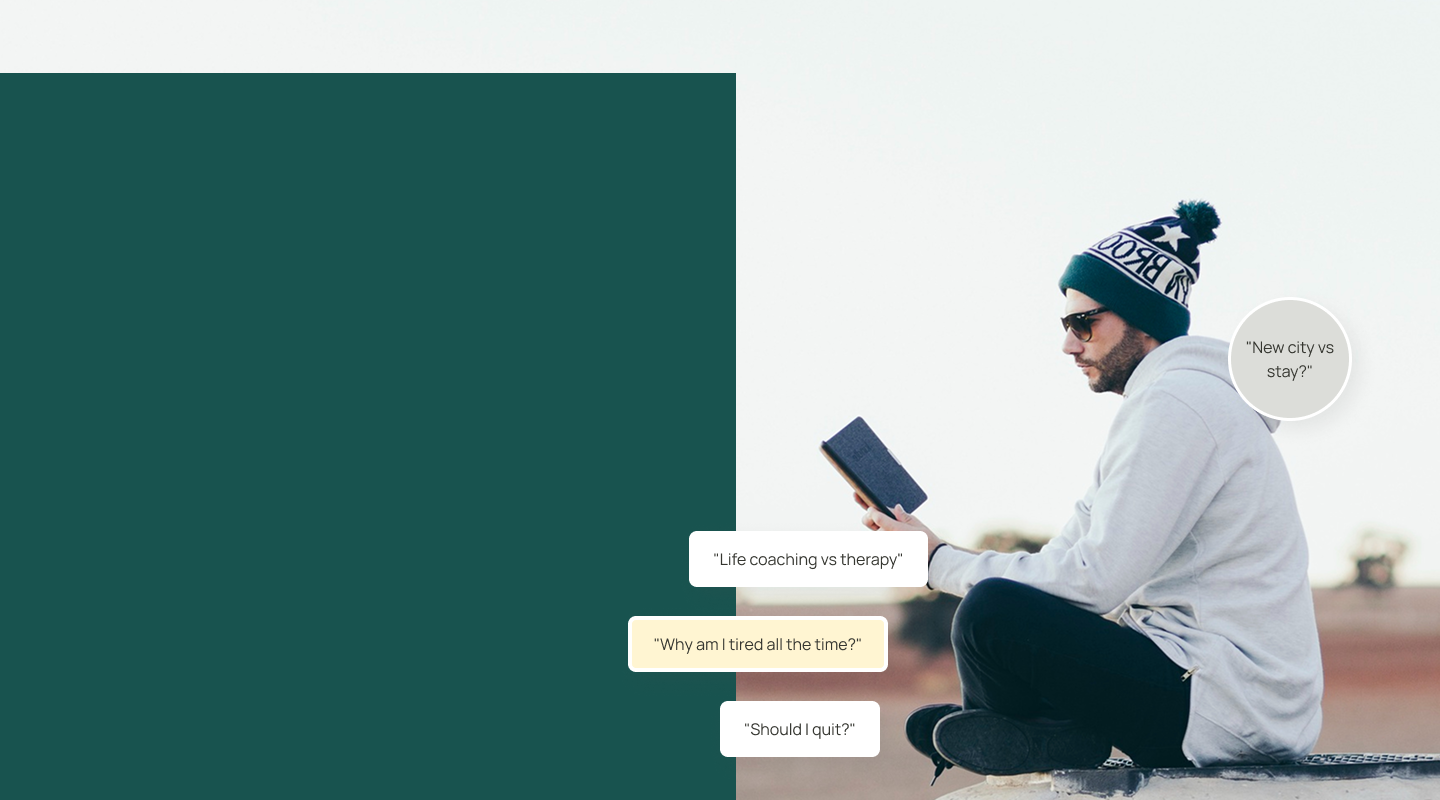 "New city vs
stay?"
"Life coaching vs therapy"
"Why am I tired all the time?"
"Should I quit?"